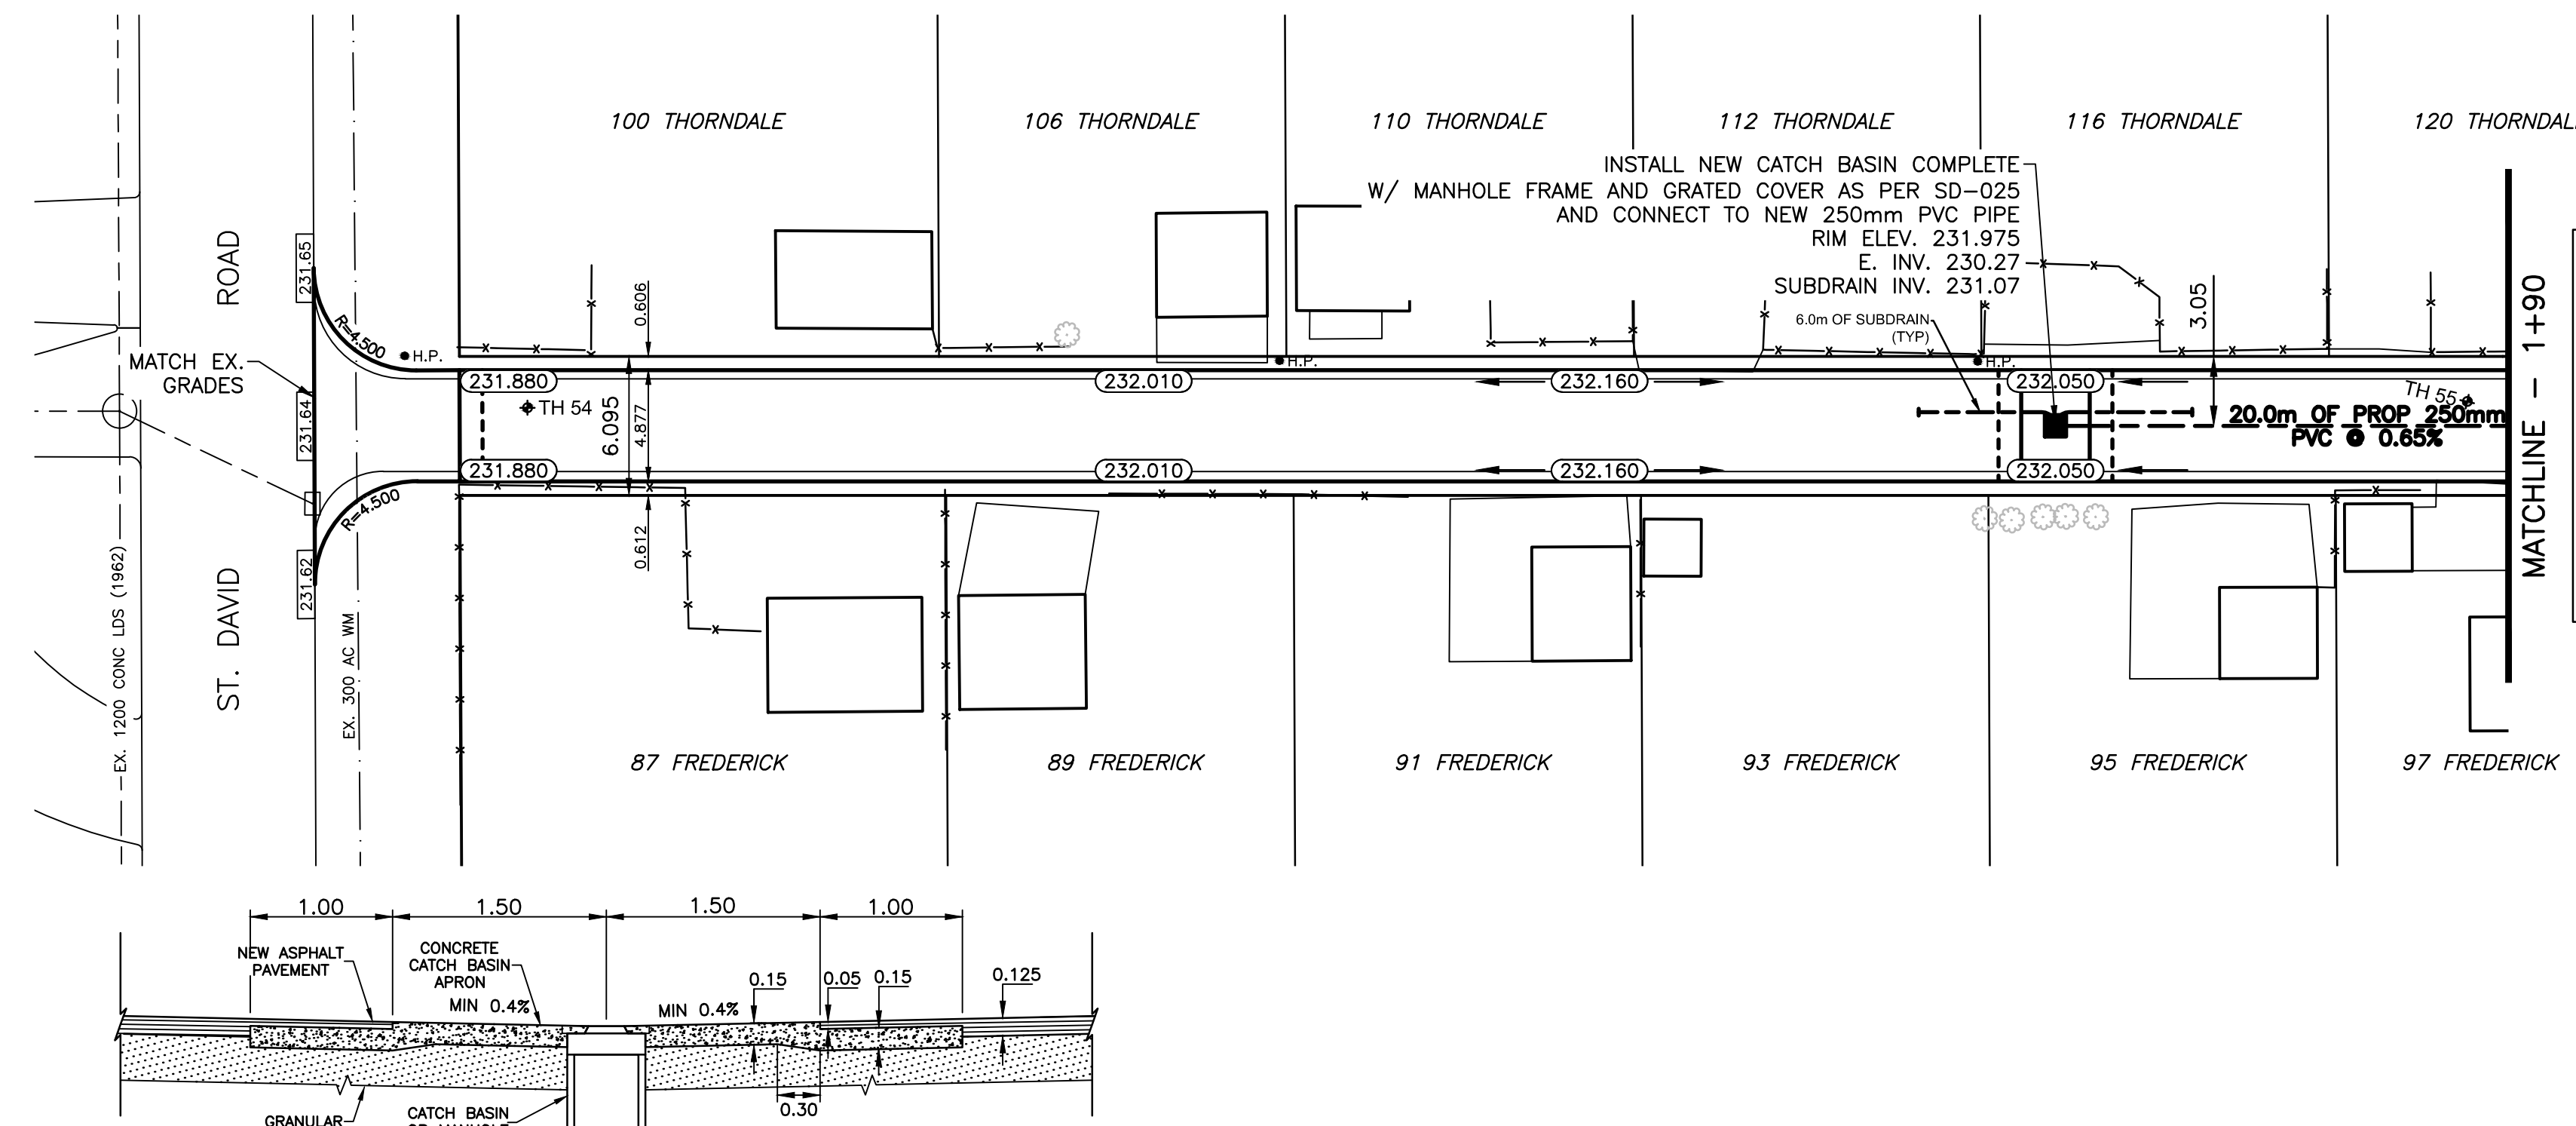 100 THORNDALE
106 THORNDALE
110 THORNDALE
112 THORNDALE
116 THORNDALE
120 THORNDAL
INSTALL NEW CATCH BASIN COMPLETE
W/ MANHOLE FRAME AND GRATED COVER AS PER SD-025
AND CONNECT TO NEW 250mm PVC PIPE
RIM ELEV. 231.975
E. INV. 230.27
SUBDRAIN INV. 231.07
6.0m OF SUBDRAIN
(TYP)
3.05
ROAD
ST. DAVID
231.65
231.64
231.62
R=4.500
R=4.500
MATCH EX.
GRADES
H.P.
H.P.
H.P.
0.606
6.095
4.877
0.612
231.880
232.010
232.160
232.050
TH 54
TH 55
20.0m OF PROP 250mm
PVC @ 0.65%
231.880
232.010
232.160
232.050
MATCHLINE - 1+90
EX. 1200 CONC LDS (1962)
EX. 300 AC WM
87 FREDERICK
89 FREDERICK
91 FREDERICK
93 FREDERICK
95 FREDERICK
97 FREDERICK
1.00
1.50
1.50
1.00
NEW ASPHALT
PAVEMENT
CONCRETE
CATCH BASIN
APRON
MIN 0.4%
MIN 0.4%
0.15
0.05
0.15
0.125
0.30
GRANULAR
CATCH BASIN